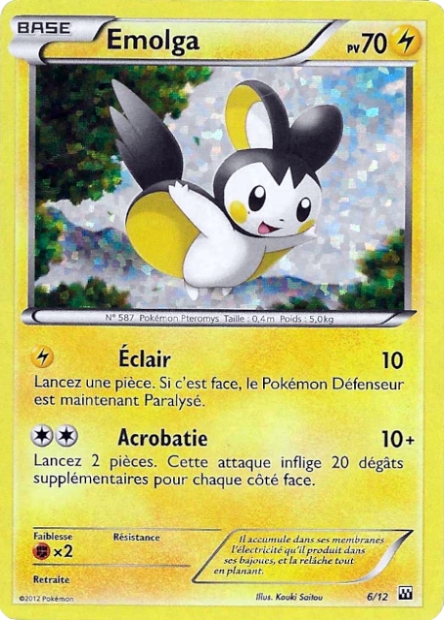 BASE
Emolga
PV70
N° 587 Pokémon Pteromys Taille : 0,4m Poids : 5,0kg
Éclair 10
Lancez une pièce. Si c'est face, le Pokémon Défenseur
est maintenant Paralysé.
Acrobatie 10+
Lancez 2 pièces. Cette attaque inflige 20 dégâts
supplémentaires pour chaque côté face.
Faiblesse Résistance
×2
Retraite
Il accumule dans ses membranes
l'électricité qu'il produit dans
ses bajoues, et la relâche tout
en planant.
©2012 Pokémon Illus. Kouki Saitou 6/12